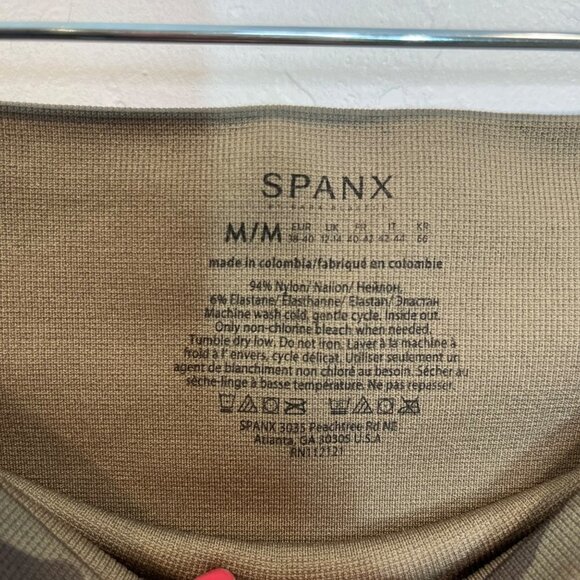 SPANX
M/M EUR 38-40 UK 12-14 FR 40-42 IT 42-44 KR 66
made in colombia/fabriqué en colombie
94% Nylon/ Nailon/ Нейлон.
6% Elastane/ Élasthanne/ Elastan/ Эластан
Machine wash cold, gentle cycle. Inside out.
Only non-chlorine bleach when needed.
Tumble dry low. Do not iron. Laver à la machine à
froid à l' envers, cycle délicat. Utiliser seulement un
agent de blanchiment non chloré au besoin. Sécher au
sèche-linge à basse température. Ne pas repasser.
SPANX 3035 Peachtree Rd NE
Atlanta, GA 30305 U.S.A
RN112121